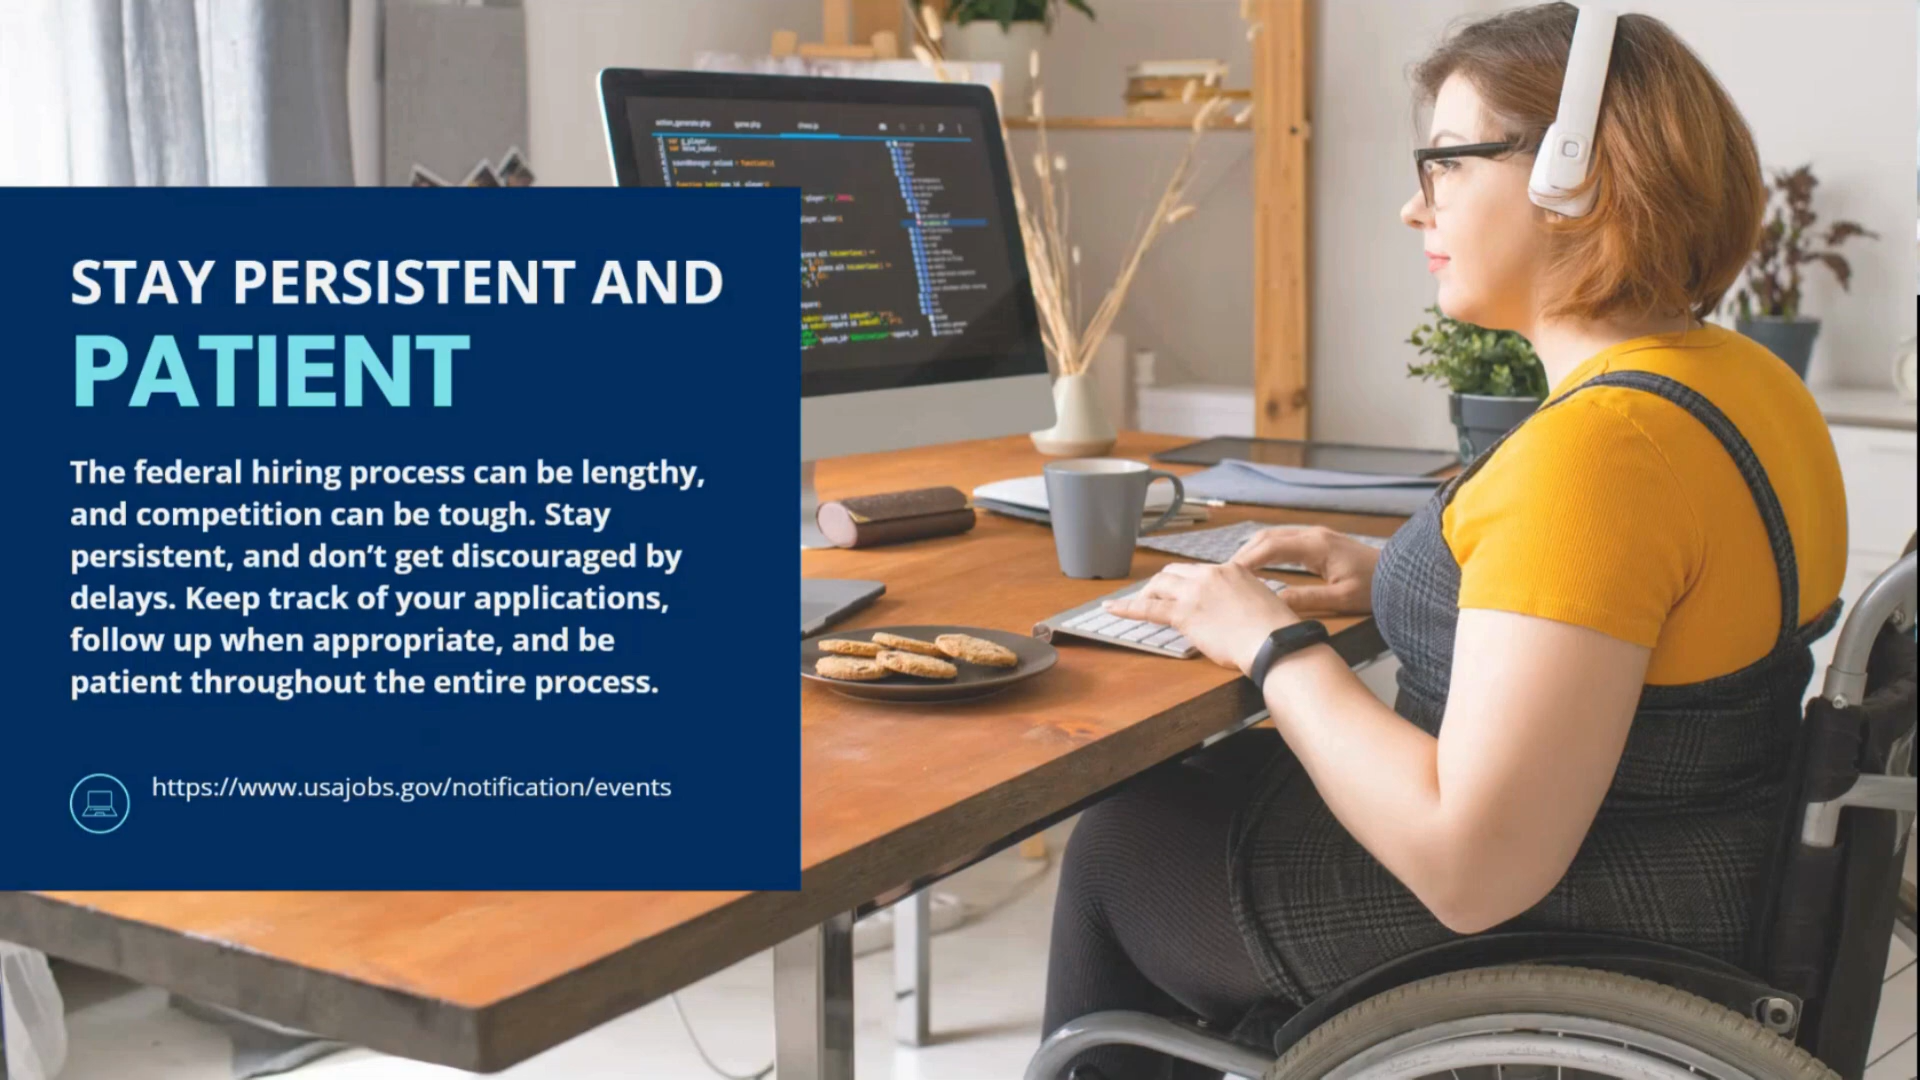 STAY PERSISTENT AND
PATIENT
The federal hiring process can be lengthy,
and competition can be tough. Stay
persistent, and don’t get discouraged by
delays. Keep track of your applications,
follow up when appropriate, and be
patient throughout the entire process.
https://www.usajobs.gov/notification/events